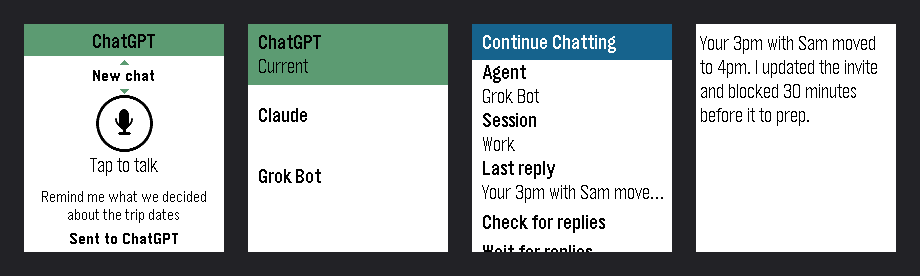 ChatGPT
New chat
Tap to talk
Remind me what we decided
about the trip dates
Sent to ChatGPT
ChatGPT
Current
Claude
Grok Bot
Continue Chatting
Agent
Grok Bot
Session
Work
Last reply
Your 3pm with Sam move...
Check for replies
Wait for replies
Your 3pm with Sam moved
to 4pm. I updated the invite
and blocked 30 minutes
before it to prep.